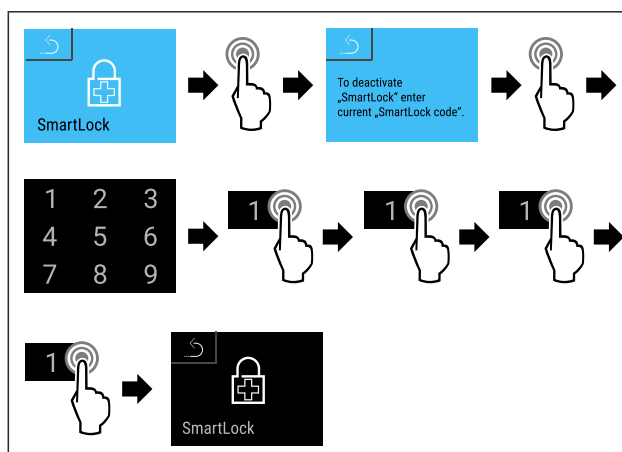 SmartLock
To deactivate
„SmartLock“ enter
current „SmartLock code“.
1 2 3
4 5 6
7 8 9
1
1
1
1
SmartLock